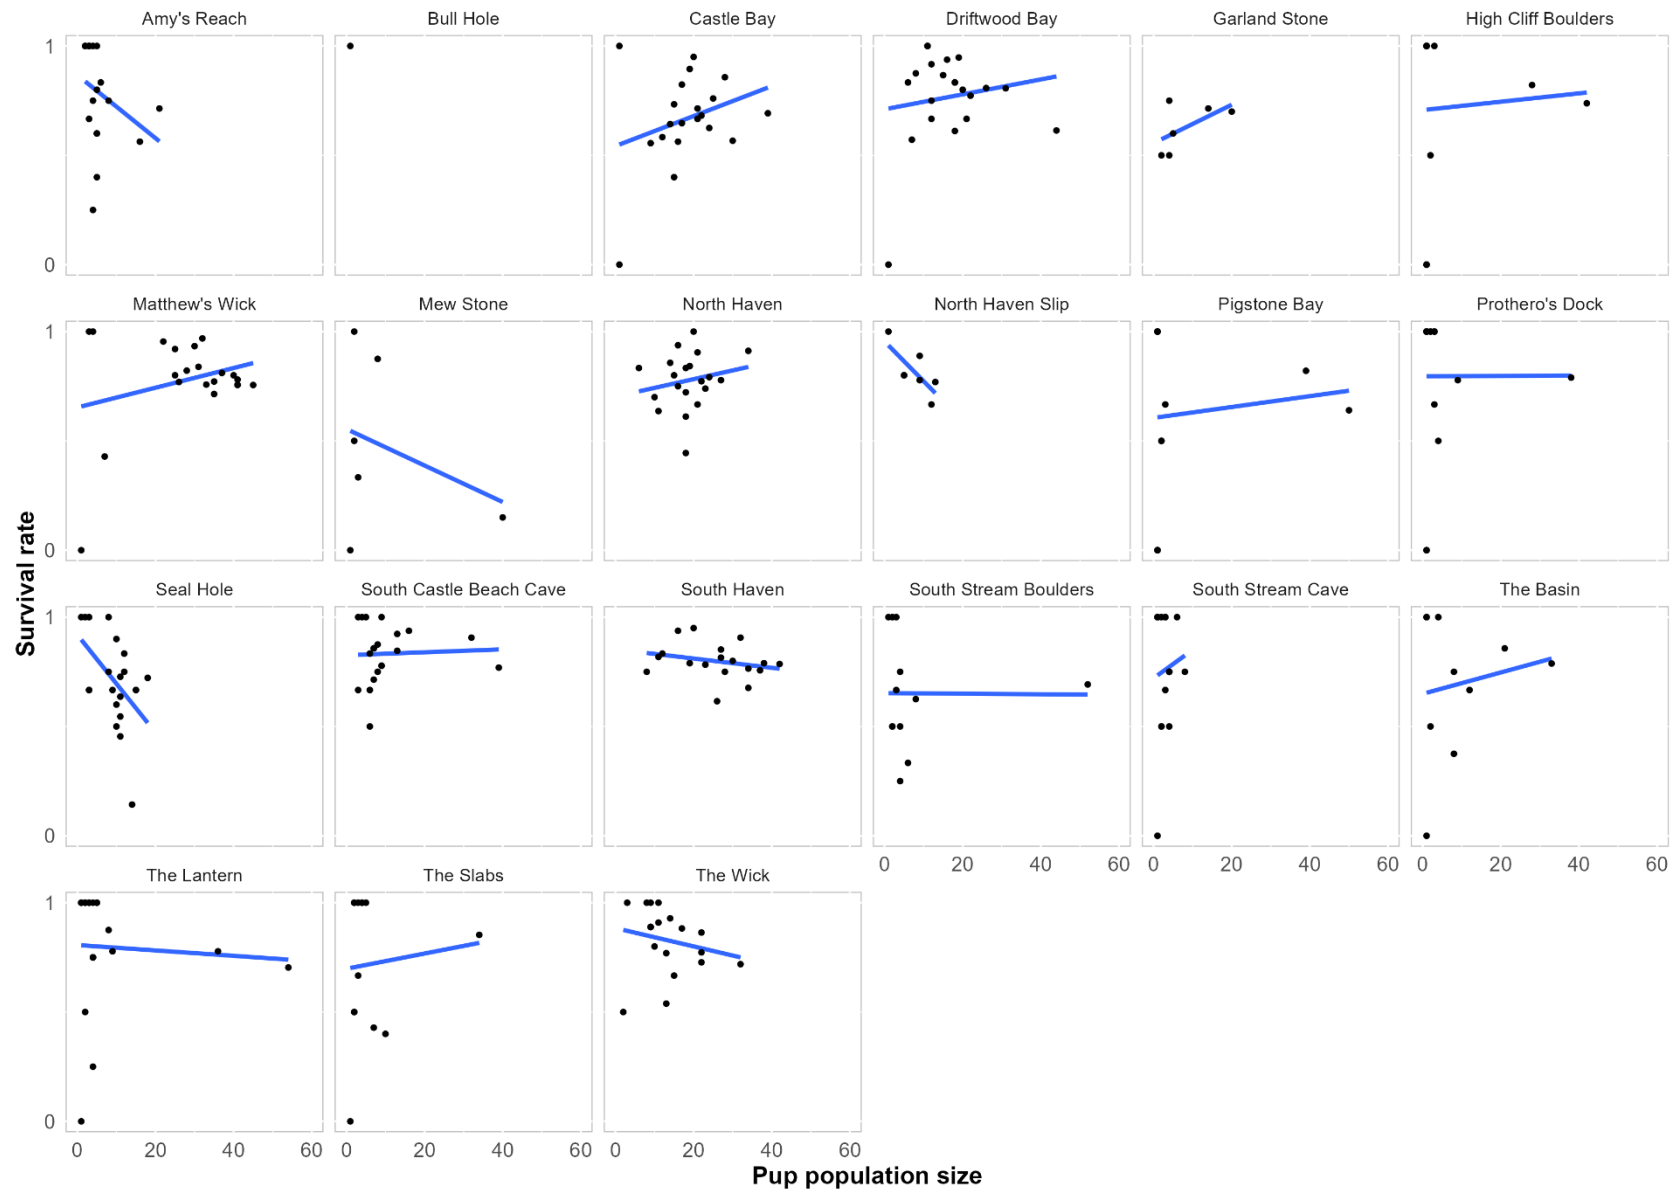 Amy's Reach Bull Hole Castle Bay Driftwood Bay Garland Stone High Cliff Boulders
1
0
Matthew's Wick Mew Stone North Haven North Haven Slip Pigstone Bay Prothero's Dock
1
0
Survival rate
Seal Hole South Castle Beach Cave South Haven South Stream Boulders South Stream Cave The Basin
1
0
0 20 40 60 0 20 40 60 0 20 40 60
The Lantern The Slabs The Wick
1
0
0 20 40 60 0 20 40 60 0 20 40 60
Pup population size